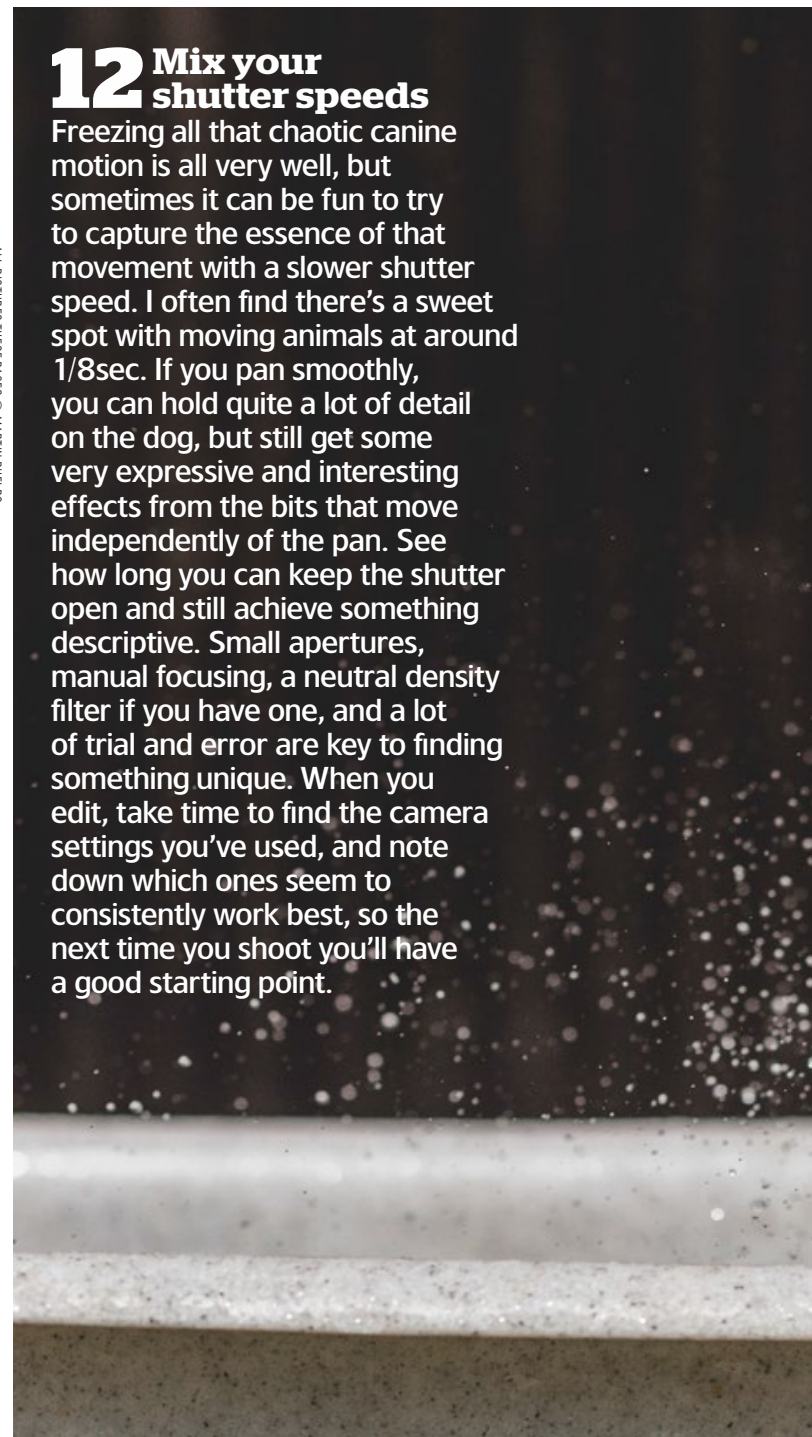 12 Mix your
shutter speeds
Freezing all that chaotic canine
motion is all very well, but
sometimes it can be fun to try
to capture the essence of that
movement with a slower shutter
speed. I often find there’s a sweet
spot with moving animals at around
1/8sec. If you pan smoothly,
you can hold quite a lot of detail
on the dog, but still get some
very expressive and interesting
effects from the bits that move
independently of the pan. See
how long you can keep the shutter
open and still achieve something
descriptive. Small apertures,
manual focusing, a neutral density
filter if you have one, and a lot
of trial and error are key to finding
something unique. When you
edit, take time to find the camera
settings you’ve used, and note
down which ones seem to
consistently work best, so the
next time you shoot you’ll have
a good starting point.